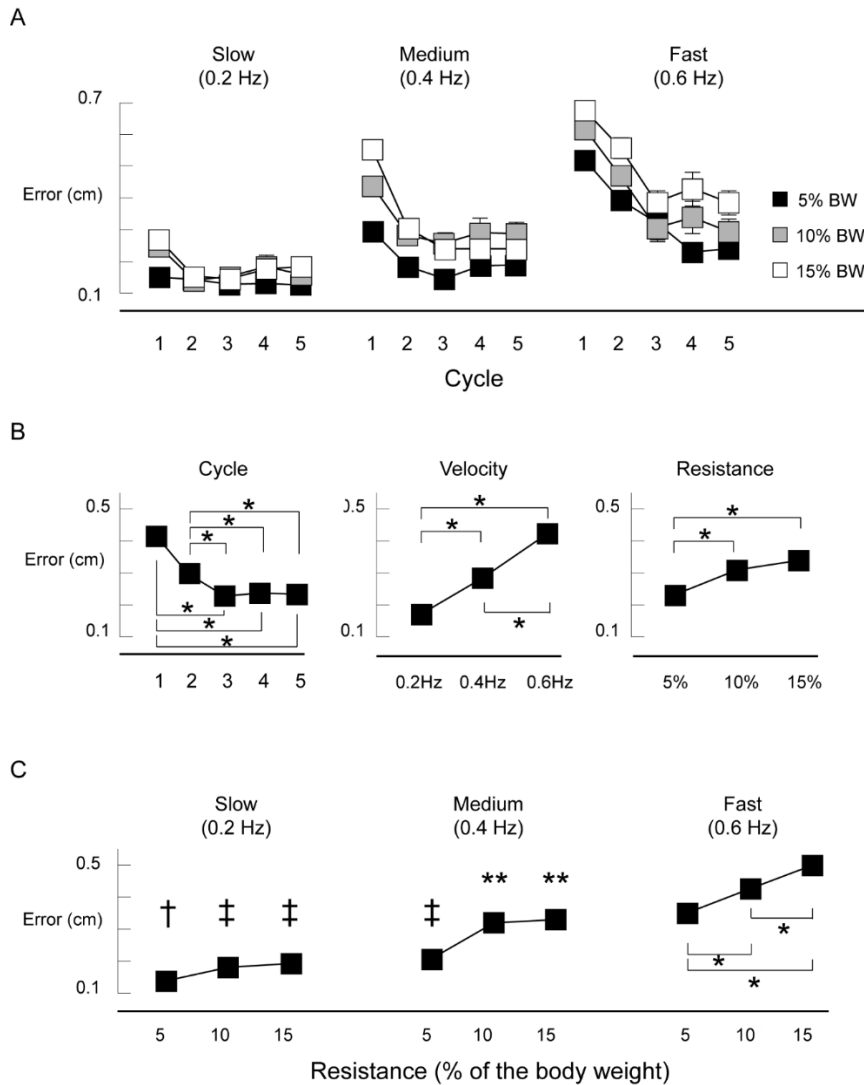 A
Slow Medium Fast
(0.2 Hz) (0.4 Hz) (0.6 Hz)
0.7
Error (cm)
0.1
5% BW
10% BW
15% BW
1 2 3 4 5 1 2 3 4 5 1 2 3 4 5
Cycle
B
Cycle Velocity Resistance
0.5 .5 0.5
* * *
* * *
*
Error (cm)
* *
*
*
0.1 0.1 0.1
1 2 3 4 5 0.2Hz 0.4Hz 0.6Hz 5% 10% 15%
C
Slow Medium Fast
(0.2 Hz) (0.4 Hz) (0.6 Hz)
0.5
† ‡ ‡ ‡ ** **
Error (cm)
*
*
*
0.1
5 10 15 5 10 15 5 10 15
Resistance (% of the body weight)